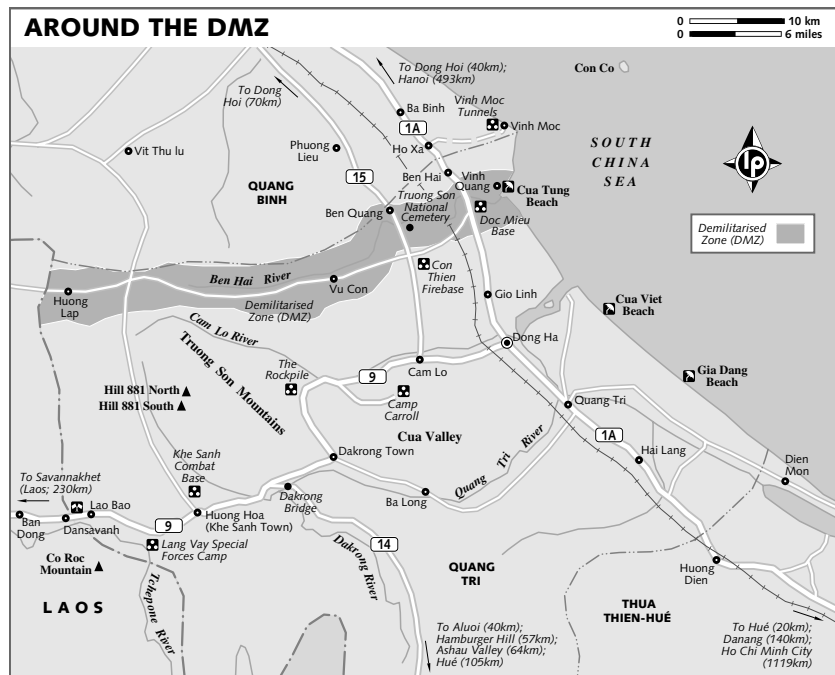 AROUND THE DMZ
0 10 km
0 6 miles
To Dong Hoi (40km);
Hanoi (493km)
Con Co
To Dong
Hoi (70km)
Ba Binh
Vinh Moc
Tunnels
1A
Vinh Moc
SOUTH
CHINA
SEA
lp
Vit Thu lu
Phuong
Lieu
Ho Xa
15
Ben Hai
Vinh
Quang
Cua Tung
Beach
QUANG
BINH
Truong Son
National
Cemetery
Ben Quang
Doc Mieu
Base
Demilitarised
Zone (DMZ)
Con
Thien
Firebase
Ben Hai River
Vu Con
Huong
Lap
Demilitarised
Zone (DMZ)
Gio Linh
Cua Viet
Beach
Cam Lo River
Dong Ha
Truong Son Mountains
The
Rockpile
9
Cam Lo
Gia Dang
Beach
Hill 881 North
Hill 881 South
Camp
Carroll
Quang Tri
Cua Valley
1A
Khe Sanh
Combat
Base
Dakrong Town
Quang Tri River
Hai Lang
Dien
Mon
To Savannakhet
(Laos; 230km)
Lao Bao
Dakrong
Bridge
Ba Long
Ban
Dong
Dansavanh
9
Huong Hoa
(Khe Sanh Town)
Lang Vay Special
Forces Camp
14
Co Roc
Mountain
Dakrong River
QUANG
TRI
Huong
Dien
Tchepone River
LAOS
THUA
THIEN-HUÉ
To Aluoi (40km);
Hamburger Hill (57km);
Ashau Valley (64km);
Hué (105km)
To Hué (20km);
Danang (140km);
Ho Chi Minh City
(1119km)